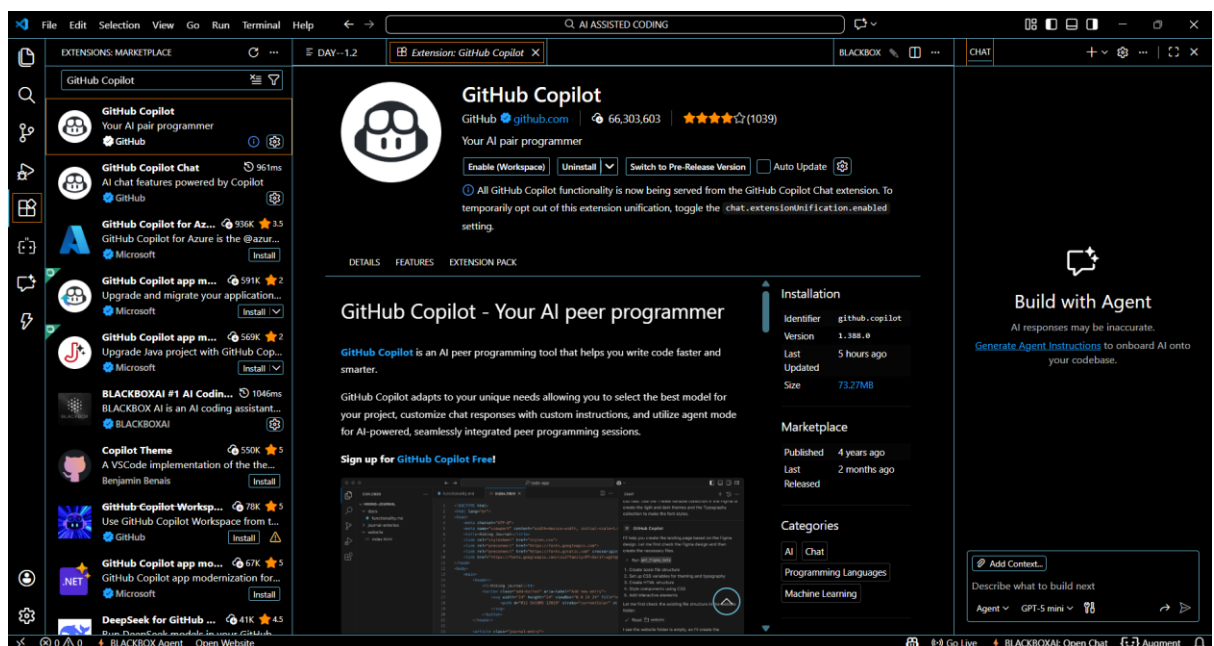 File Edit Selection View Go Run Terminal Help
AI ASSISTED CODING
EXTENSIONS: MARKETPLACE
GitHub Copilot
GitHub Copilot
Your AI pair programmer
GitHub
GitHub Copilot Chat 961ms
AI chat features powered by Copilot
GitHub
GitHub Copilot for Az... 936K 3.5
GitHub Copilot for Azure is the @azur...
Microsoft Install
GitHub Copilot app m... 591K 2
Upgrade and migrate your application...
Microsoft Install
GitHub Copilot app m... 569K 2
Upgrade Java project with GitHub Cop...
Microsoft Install
BLACKBOXAI #1 AI Codin... 1046ms
BLACKBOX AI is an AI coding assistant...
BLACKBOXAI
Copilot Theme 550K 5
A VSCode implementation of the the...
Benjamin Benais Install
GitHub Copilot Worksp... 78K 5
Use GitHub Copilot Workspace from t...
GitHub Install
GitHub Copilot app mo... 67K 5
GitHub Copilot app modernization for...
Microsoft Install
DeepSeek for GitHub ... 41K 4.5
Run DeepSeek models in your GitHub
DAY--1.2 Extension: GitHub Copilot
BLACKBOX
GitHub Copilot
GitHub github.com 66,303,603 (1039)
Your AI pair programmer
Enable (Workspace) Uninstall Switch to Pre-Release Version Auto Update
All GitHub Copilot functionality is now being served from the GitHub Copilot Chat extension. To
temporarily opt out of this extension unification, toggle the chat.extensionUnification.enabled
setting.
DETAILS FEATURES EXTENSION PACK
GitHub Copilot - Your AI peer programmer
GitHub Copilot is an AI peer programming tool that helps you write code faster and
smarter.
GitHub Copilot adapts to your unique needs allowing you to select the best model for
your project, customize chat responses with custom instructions, and utilize agent mode
for AI-powered, seamlessly integrated peer programming sessions.
Sign up for GitHub Copilot Free!
Installation
Identifier github.copilot
Version 1.388.0
Last Updated 5 hours ago
Size 73.27MB
Marketplace
Published 4 years ago
Last Released 2 months ago
Categories
AI Chat
Programming Languages
Machine Learning
CHAT
Build with Agent
AI responses may be inaccurate.
Generate Agent Instructions to onboard AI onto
your codebase.
Add Context...
Describe what to build next
Agent GPT-5 mini
0 0 BLACKBOX Agent Open Website
Go Live BLACKBOXAI: Open Chat Augment